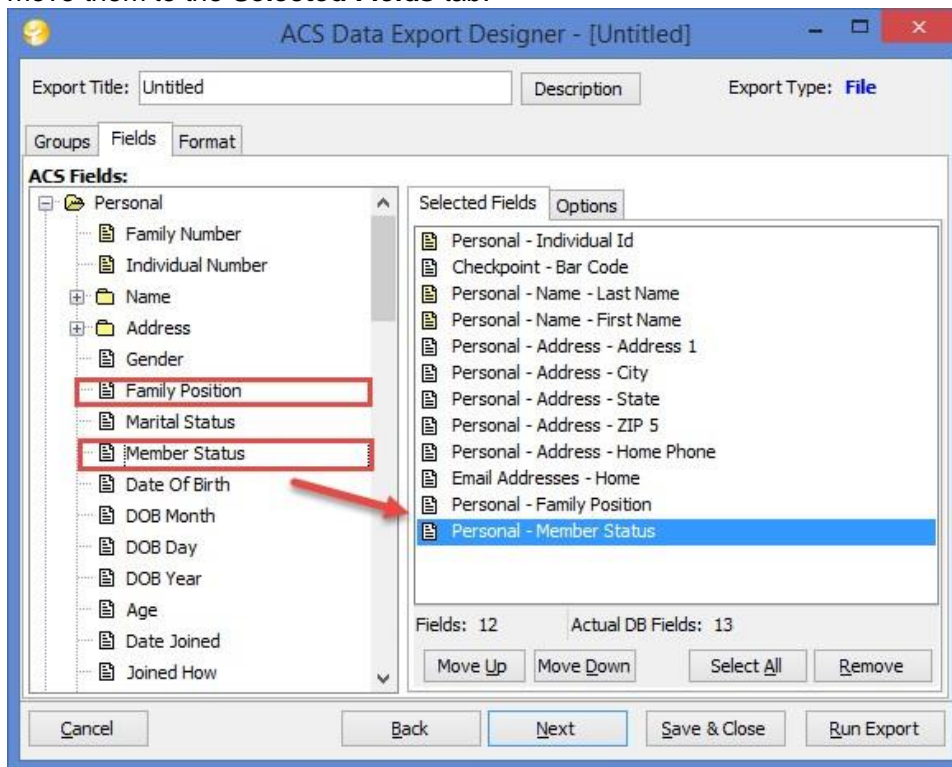 move them to the Selected Fields tab.
ACS Data Export Designer - [Untitled]
Export Title: Untitled
Description
Export Type: File
Groups Fields Format
ACS Fields:
Personal
Family Number
Individual Number
Name
Address
Gender
Family Position
Marital Status
Member Status
Date Of Birth
DOB Month
DOB Day
DOB Year
Age
Date Joined
Joined How
Selected Fields Options
Personal - Individual Id
Checkpoint - Bar Code
Personal - Name - Last Name
Personal - Name - First Name
Personal - Address - Address 1
Personal - Address - City
Personal - Address - State
Personal - Address - ZIP 5
Personal - Address - Home Phone
Email Addresses - Home
Personal - Family Position
Personal - Member Status
Fields: 12 Actual DB Fields: 13
Move Up Move Down Select All Remove
Cancel Back Next Save & Close Run Export